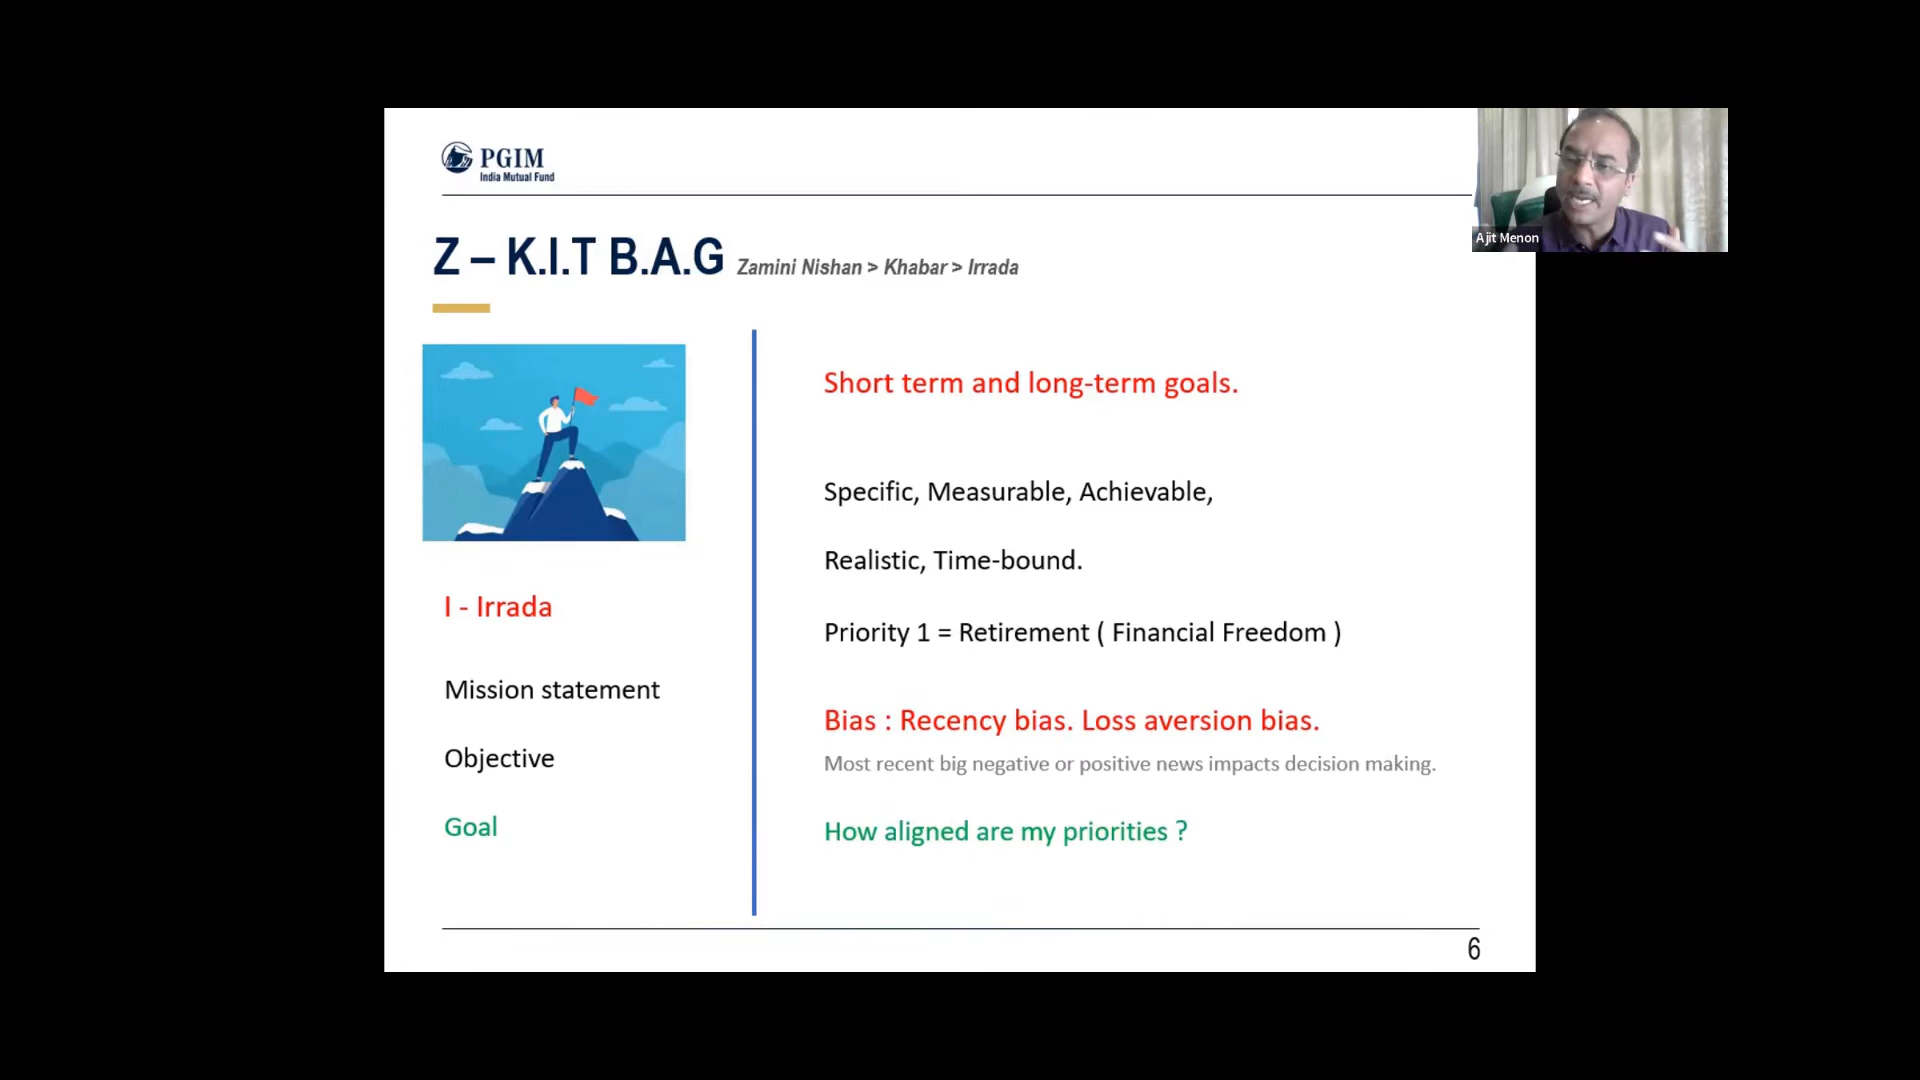 PGIM
India Mutual Fund
Ajit Menon
Z – K.I.T B.A.G Zamini Nishan > Khabar > Irrada
I - Irrada
Mission statement
Objective
Goal
Short term and long-term goals.
Specific, Measurable, Achievable,
Realistic, Time-bound.
Priority 1 = Retirement ( Financial Freedom )
Bias : Recency bias. Loss aversion bias.
Most recent big negative or positive news impacts decision making.
How aligned are my priorities ?
6